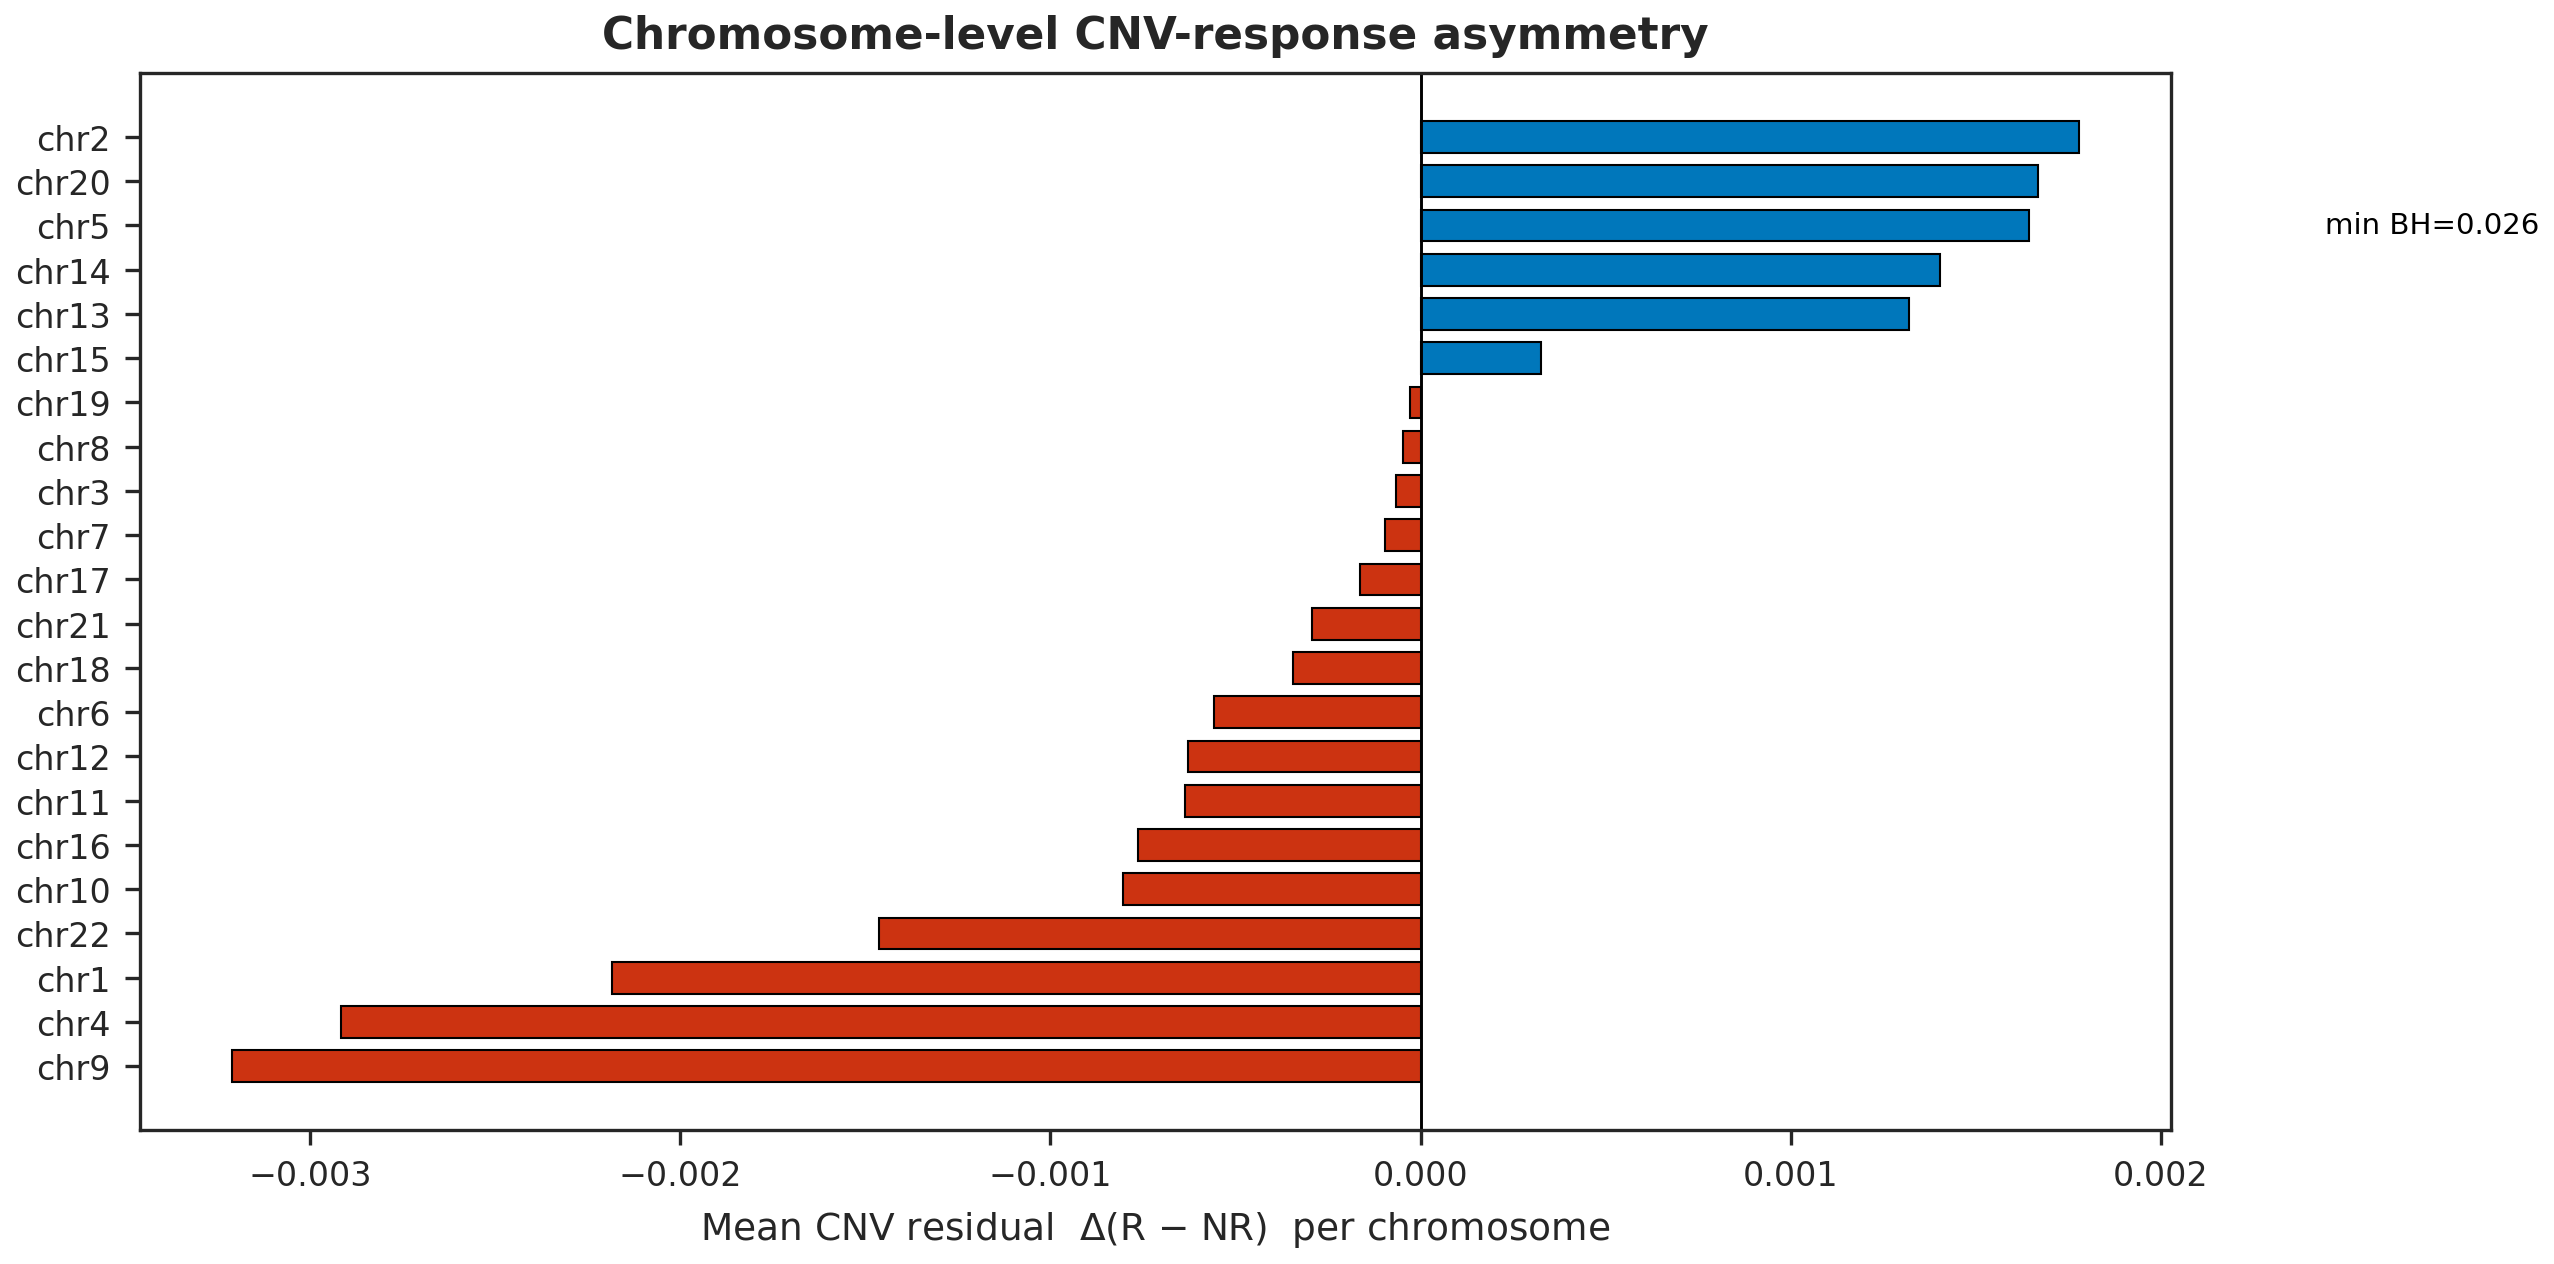 Chromosome-level CNV-response asymmetry
chr2
chr20
chr5
min BH=0.026
chr14
chr13
chr15
chr19
chr8
chr3
chr7
chr17
chr21
chr18
chr6
chr12
chr11
chr16
chr10
chr22
chr1
chr4
chr9
−0.003 −0.002 −0.001 0.000 0.001 0.002
Mean CNV residual Δ(R − NR) per chromosome